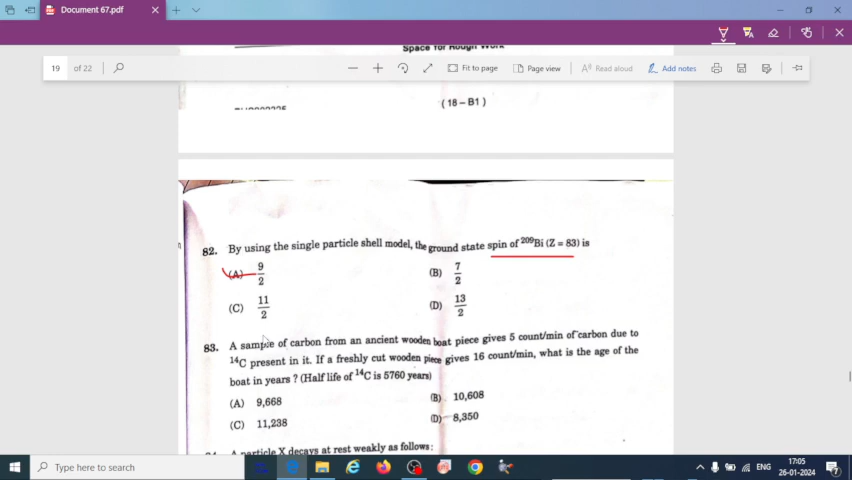 Document 67.pdf
19 of 22
Fit to page
Page view
Read aloud
Add notes
Space for Rough Work
(18 – B1)
82. By using the single particle shell model, the ground state spin of ²⁰⁹Bi (Z = 83) is
(A) 9/2 (B) 7/2
(C) 11/2 (D) 13/2
83. A sample of carbon from an ancient wooden boat piece gives 5 count/min of carbon due to
¹⁴C present in it. If a freshly cut wooden piece gives 16 count/min, what is the age of the
boat in years ? (Half life of ¹⁴C is 5760 years)
(A) 9,668 (B) 10,608
(C) 11,238 (D) 8,350
A particle X decays at rest weakly as follows:
Type here to search
ENG
17:05
26-01-2024